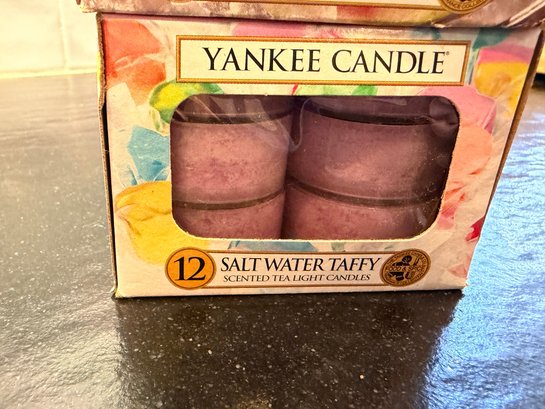 YANKEE CANDLE®
12
SALT WATER TAFFY
SCENTED TEA LIGHT CANDLES